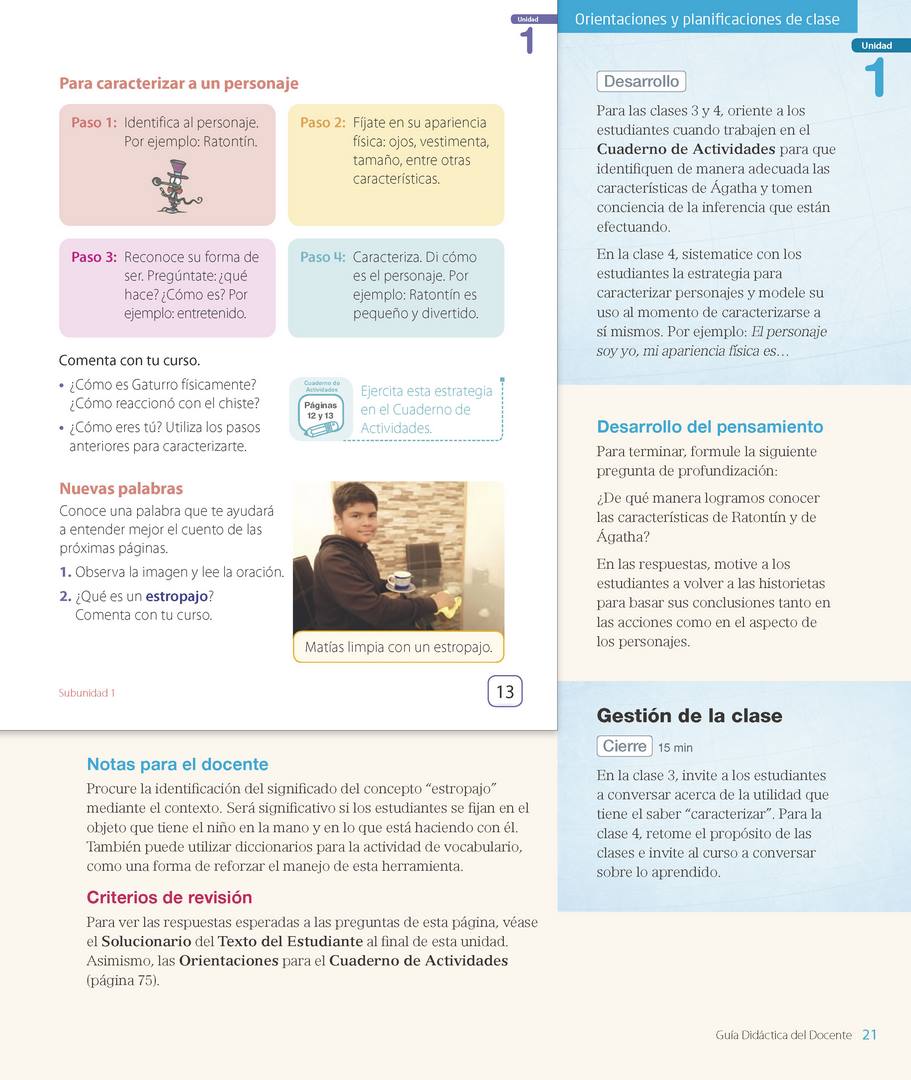 Unidad
1
Para caracterizar a un personaje
Paso 1: Identifica al personaje.
Por ejemplo: Ratontín.
Paso 2: Fíjate en su apariencia
física: ojos, vestimenta,
tamaño, entre otras
características.
Paso 3: Reconoce su forma de
ser. Pregúntate: ¿qué
hace? ¿Cómo es? Por
ejemplo: entretenido.
Paso 4: Caracteriza. Di cómo
es el personaje. Por
ejemplo: Ratontín es
pequeño y divertido.
Comenta con tu curso.
• ¿Cómo es Gaturro físicamente?
¿Cómo reaccionó con el chiste?
• ¿Cómo eres tú? Utiliza los pasos
anteriores para caracterizarte.
Cuaderno de
Actividades
Páginas
12 y 13
Ejercita esta estrategia
en el Cuaderno de
Actividades.
Nuevas palabras
Conoce una palabra que te ayudará
a entender mejor el cuento de las
próximas páginas.
1. Observa la imagen y lee la oración.
2. ¿Qué es un estropajo?
Comenta con tu curso.
Matías limpia con un estropajo.
Subunidad 1
13
Notas para el docente
Procure la identificación del significado del concepto “estropajo”
mediante el contexto. Será significativo si los estudiantes se fijan en el
objeto que tiene el niño en la mano y en lo que está haciendo con él.
También puede utilizar diccionarios para la actividad de vocabulario,
como una forma de reforzar el manejo de esta herramienta.
Criterios de revisión
Para ver las respuestas esperadas a las preguntas de esta página, véase
el Solucionario del Texto del Estudiante al final de esta unidad.
Asimismo, las Orientaciones para el Cuaderno de Actividades
(página 75).
Orientaciones y planificaciones de clase
Unidad
1
Desarrollo
Para las clases 3 y 4, oriente a los
estudiantes cuando trabajen en el
Cuaderno de Actividades para que
identifiquen de manera adecuada las
características de Ágatha y tomen
conciencia de la inferencia que están
efectuando.
En la clase 4, sistematice con los
estudiantes la estrategia para
caracterizar personajes y modele su
uso al momento de caracterizarse a
sí mismos. Por ejemplo: El personaje
soy yo, mi apariencia física es…
Desarrollo del pensamiento
Para terminar, formule la siguiente
pregunta de profundización:
¿De qué manera logramos conocer
las características de Ratontín y de
Ágatha?
En las respuestas, motive a los
estudiantes a volver a las historietas
para basar sus conclusiones tanto en
las acciones como en el aspecto de
los personajes.
Gestión de la clase
Cierre 15 min
En la clase 3, invite a los estudiantes
a conversar acerca de la utilidad que
tiene el saber “caracterizar”. Para la
clase 4, retome el propósito de las
clases e invite al curso a conversar
sobre lo aprendido.
Guía Didáctica del Docente 21